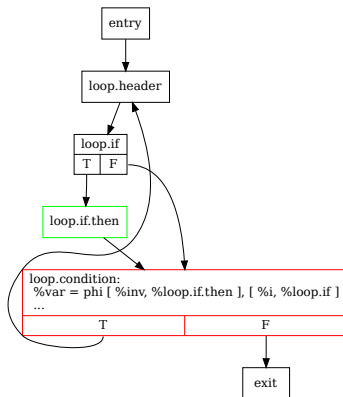 entry
loop.header
loop.if
T F
loop.if.then
loop.condition:
%var = phi [ %inv, %loop.if.then ], [ %i, %loop.if ]
...
T F
exit